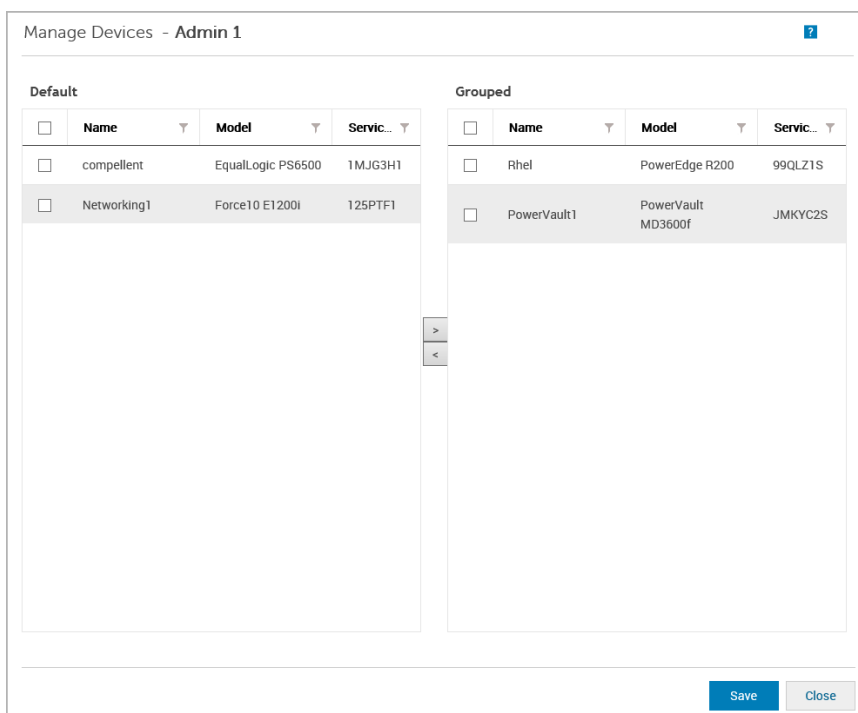 Manage Devices - Admin 1 ?
Default
Grouped
Name Model Servic...
Name Model Servic...
compellent EqualLogic PS6500 1MJG3H1
Rhel PowerEdge R200 99QLZ1S
Networking1 Force10 E1200i 125PTF1
PowerVault1 PowerVault MD3600f JMKYC2S
>
<
Save Close